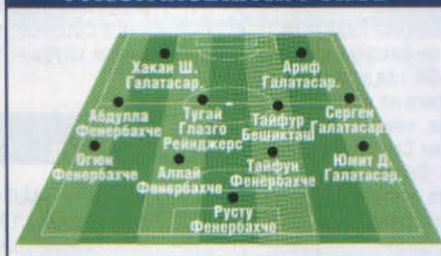 Хакан Ш.
Галатасар.
Ариф
Галатасар.
Абдулла
Фенербахче
Тугай
Глазго
Рейнджерс
Тайфур
Бешикташ
Серген
Галатасар.
Огюн
Фенербахче
Алпай
Фенербахче
Тайфун
Фенербахче
Юмит Д.
Галатасар.
Русту
Фенербахче